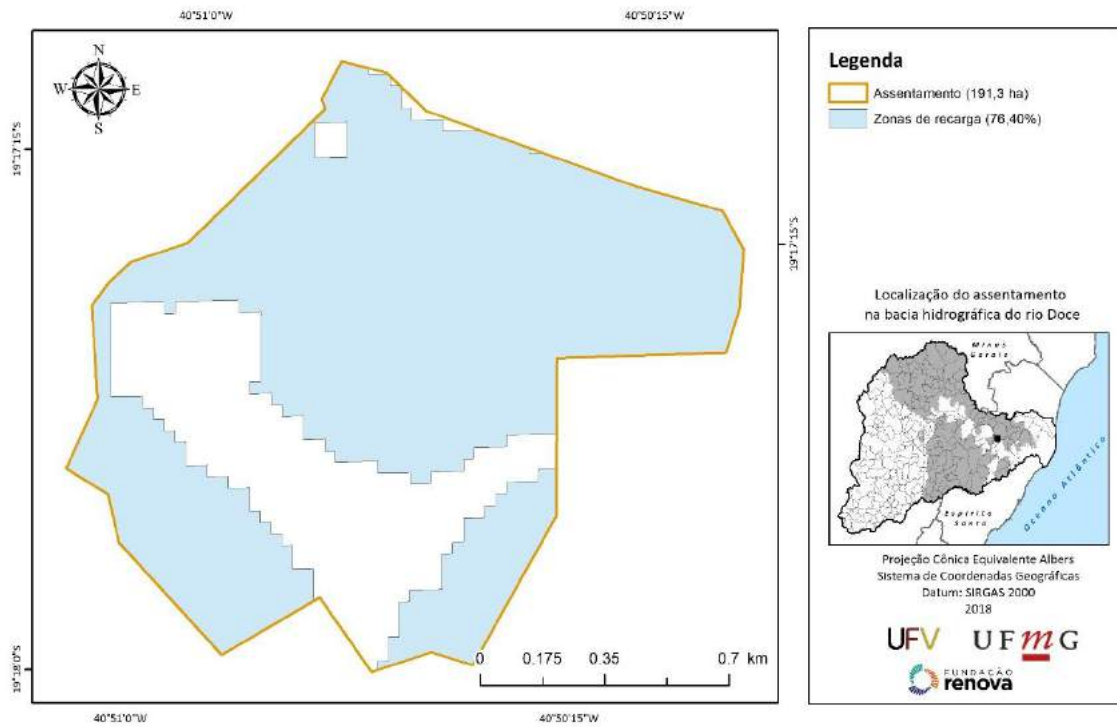 40°51'0"W
40°50'15"W
N
W
E
S
19°17'15"S
19°17'15"S
19°18'0"S
0
0.175
0.35
0.7 km
40°51'0"W
40°50'15"W
Legenda
Assentamento (191,3 ha)
Zonas de recarga (76,40%)
Localização do assentamento
na bacia hidrográfica do rio Doce
Minas
Gerais
Espírito
Santo
Oceano Atlântico
Projeção Cônica Equivalente Albers
Sistema de Coordenadas Geográficas
Datum: SIRGAS 2000
2018
UFV
UFmG
FUNDAÇÃO
renova